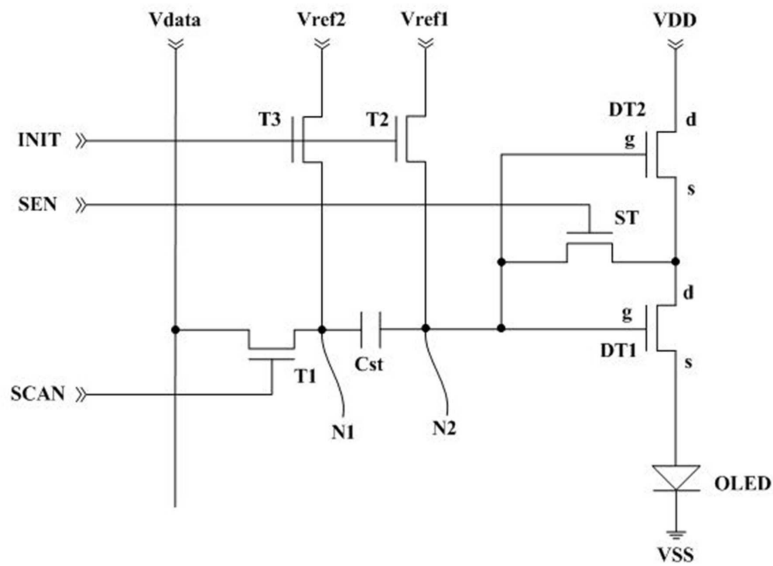 Vdata Vref2 Vref1 VDD
DT2
T3 T2 d
INIT g
s
SEN
ST
d
g
Cst DT1
T1 s
SCAN
N1 N2
OLED
VSS